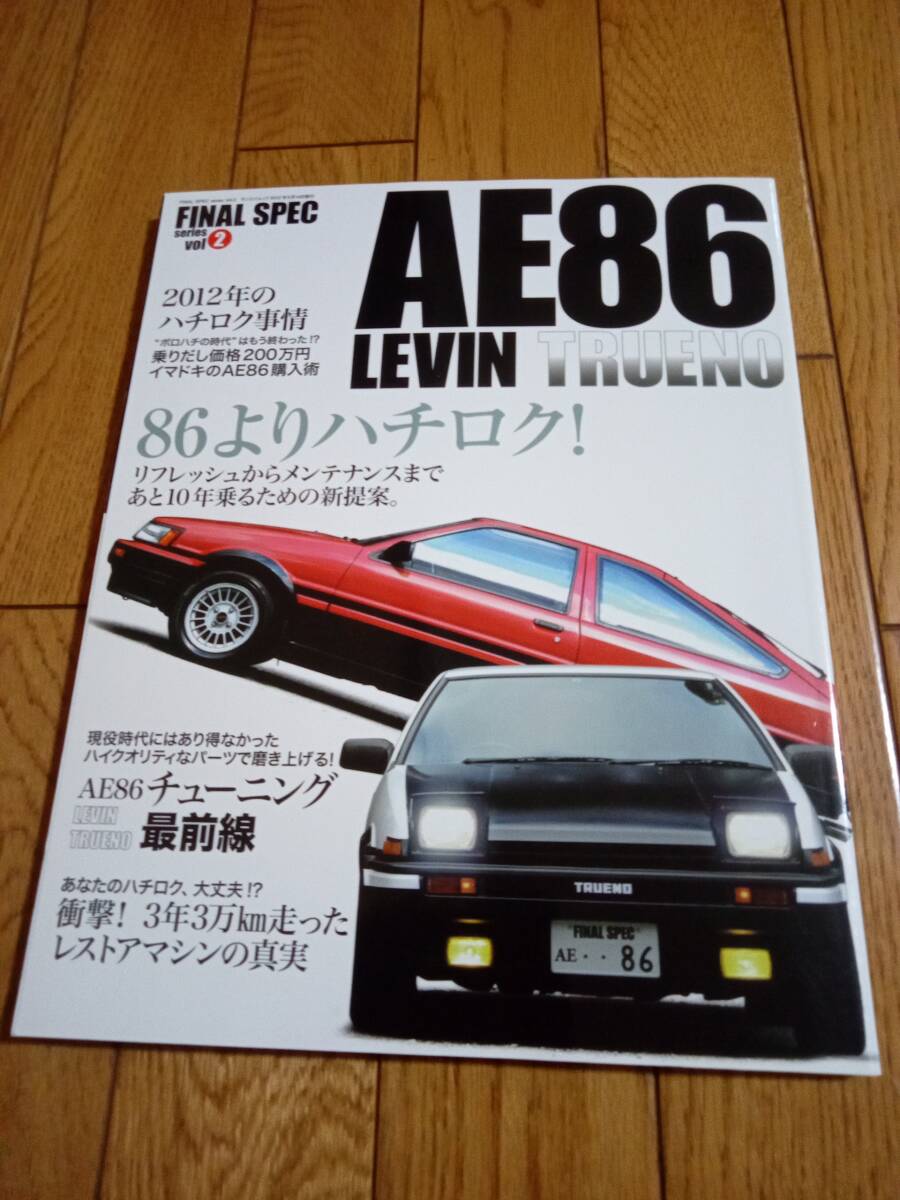 FINAL SPEC
series
vol 2
AE86
LEVIN TRUENO
2012年の
ハチロク事情
“ボロハチの時代”はもう終わった!?
乗りだし価格200万円
イマドキのAE86購入術
86よりハチロク!
リフレッシュからメンテナンスまで
あと10年乗るための新提案。
現役時代にはあり得なかった
ハイクオリティなパーツで磨き上げる!
AE86チューニング
LEVIN
TRUENO
最前線
あなたのハチロク、大丈夫!?
衝撃! 3年3万km走った
レストアマシンの真実
TRUENO
"FINAL SPEC"
AE・・86